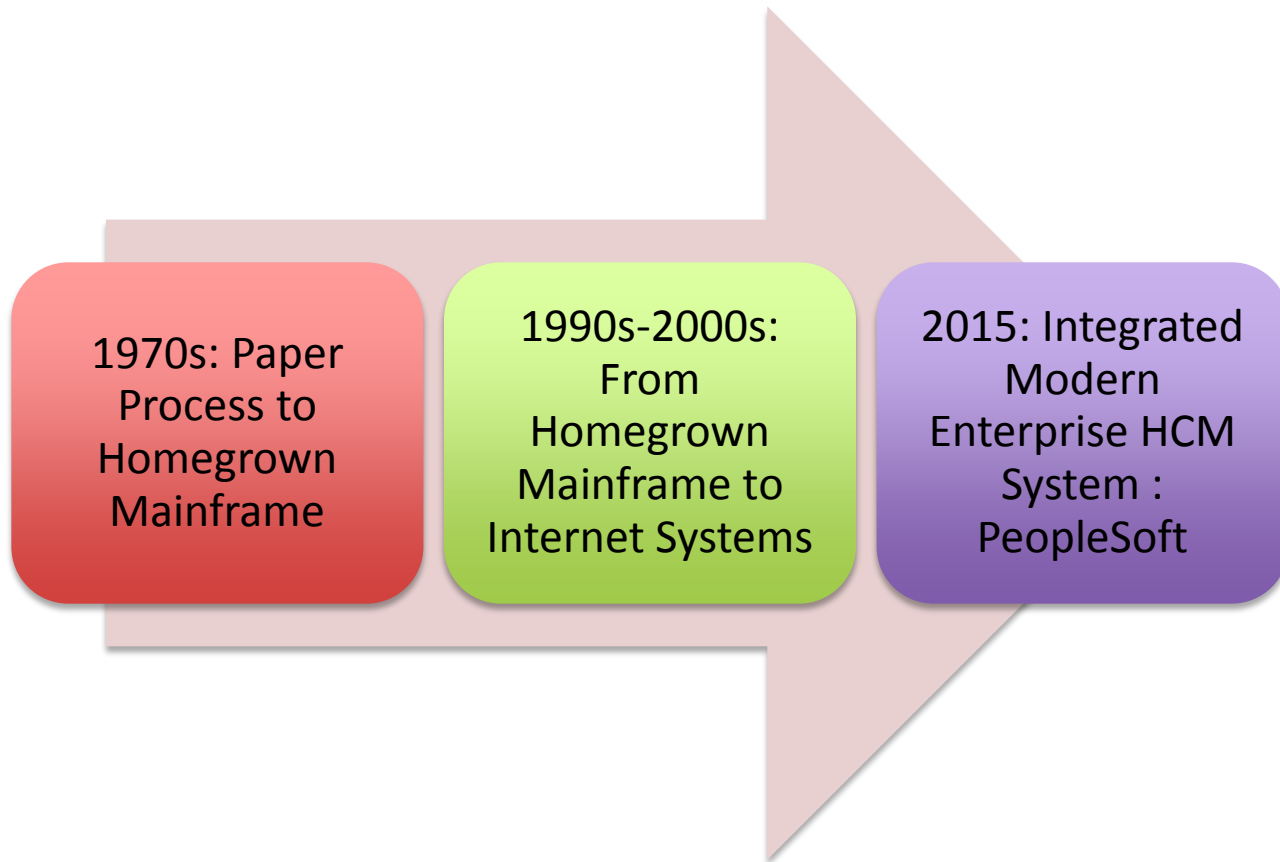 1970s: Paper
Process to
Homegrown
Mainframe
1990s-2000s:
From
Homegrown
Mainframe to
Internet Systems
2015: Integrated
Modern
Enterprise HCM
System :
PeopleSoft